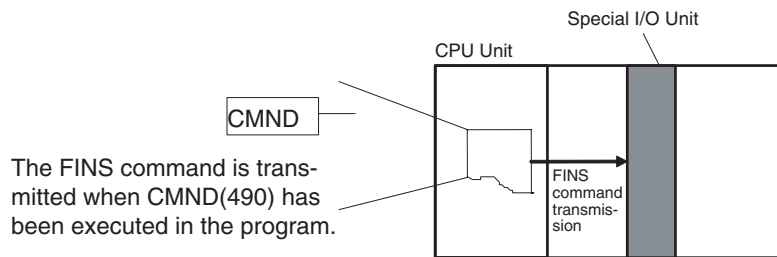 Special I/O Unit
CPU Unit
CMND
The FINS command is trans-
mitted when CMND(490) has
been executed in the program.
FINS
command
transmis-
sion